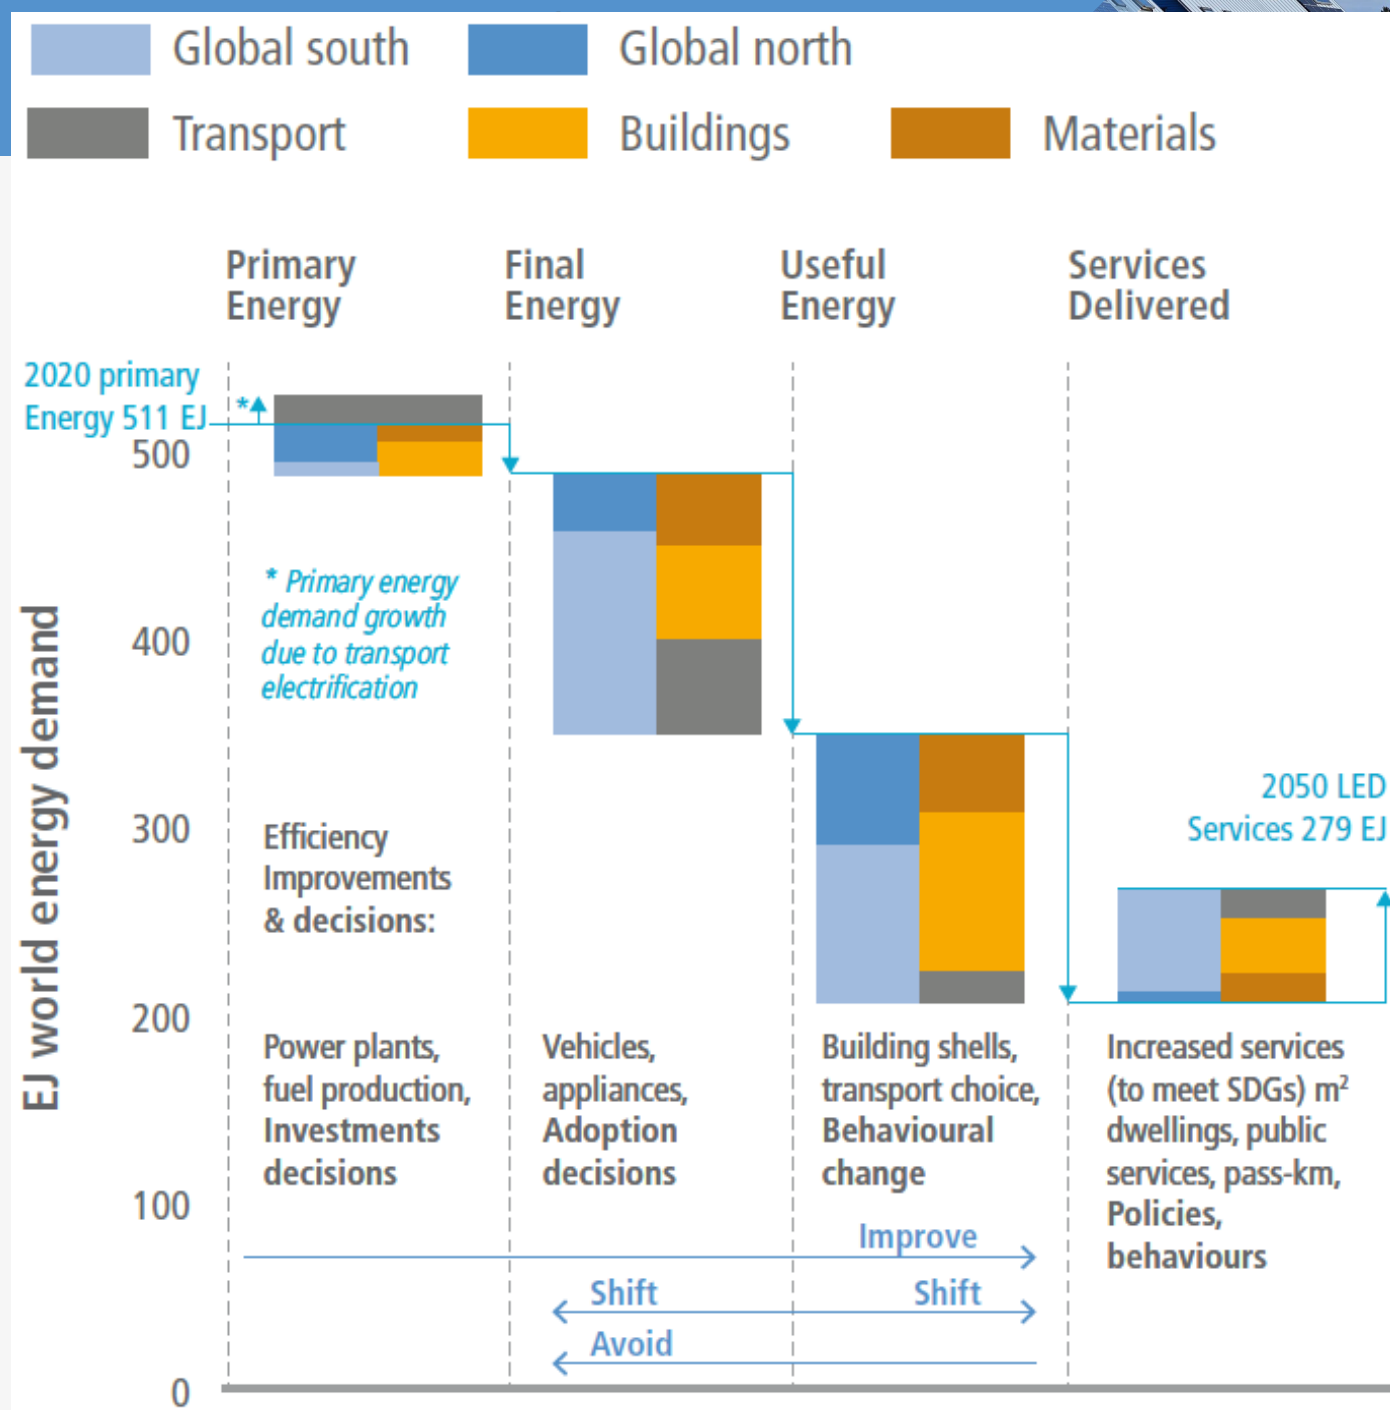 Global south
Global north
Transport
Buildings
Materials
Primary
Energy
Final
Energy
Useful
Energy
Services
Delivered
2020 primary
Energy 511 EJ
*
EJ world energy demand
500
400
300
200
100
0
* Primary energy
demand growth
due to transport
electrification
Efficiency
Improvements
& decisions:
2050 LED
Services 279 EJ
Power plants,
fuel production,
Investments
decisions
Vehicles,
appliances,
Adoption
decisions
Building shells,
transport choice,
Behavioural
change
Increased services
(to meet SDGs) m²
dwellings, public
services, pass-km,
Policies,
behaviours
Improve
Shift
Shift
Avoid